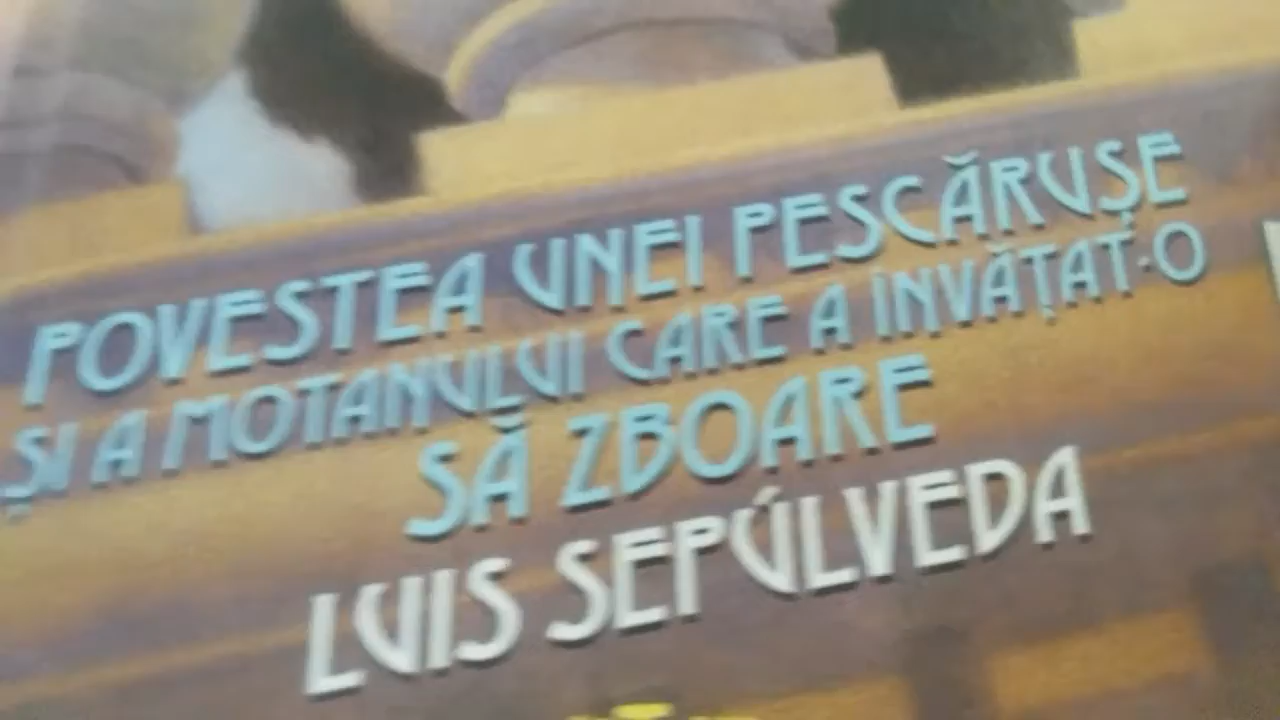 POVESTEA UNEI PESCĂRUȘE
ȘI A MOTANULUI CARE A ÎNVĂȚAT-O
SĂ ZBOARE
LUIS SEPÚLVEDA